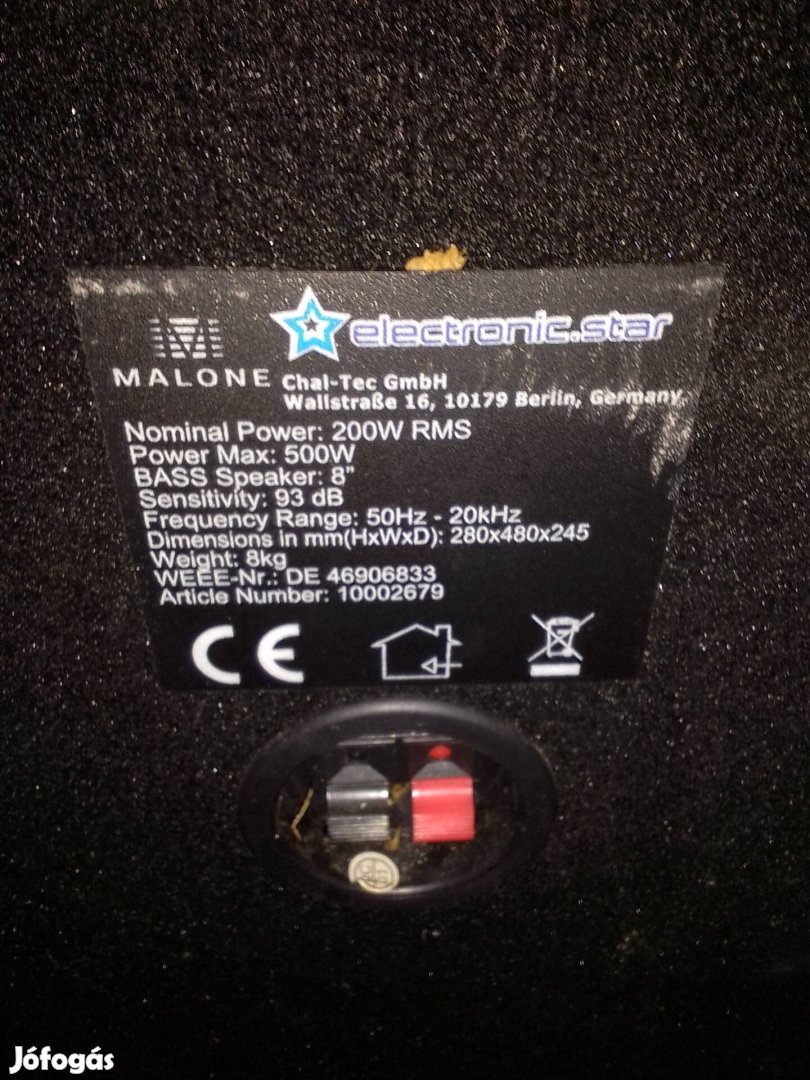 MALONE
electronic.star
Chal-Tec GmbH
Wallstraße 16, 10179 Berlin, Germany
Nominal Power: 200W RMS
Power Max: 500W
BASS Speaker: 8"
Sensitivity: 93 dB
Frequency Range: 50Hz - 20kHz
Dimensions in mm(HxWxD): 280x480x245
Weight: 8kg
WEEE-Nr.: DE 46906833
Article Number: 10002679
CE
Jófogás